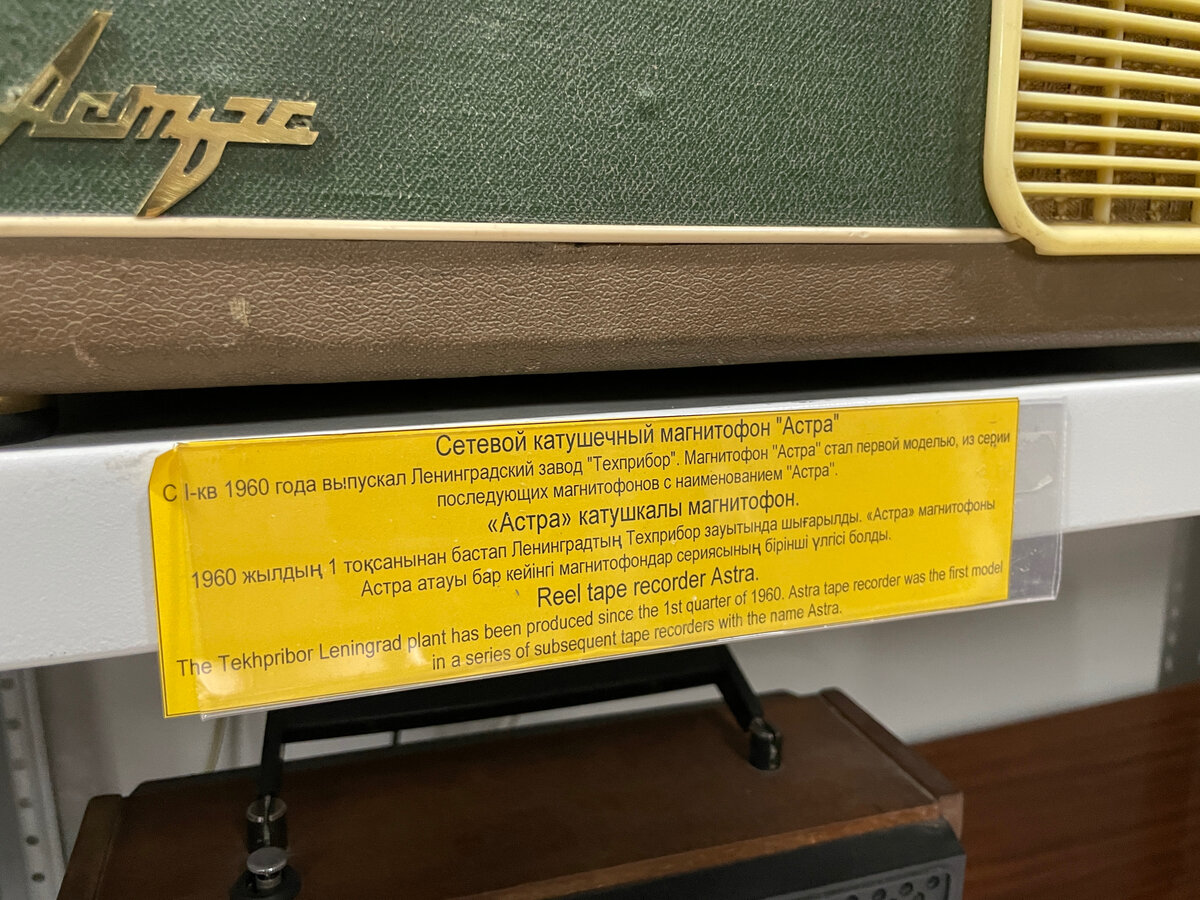 Астра
Сетевой катушечный магнитофон "Астра"
С I-кв 1960 года выпускал Ленинградский завод "Техприбор". Магнитофон "Астра" стал первой моделью, из серии
последующих магнитофонов с наименованием "Астра".
«Астра» катушкалы магнитофон.
1960 жылдың 1 тоқсанынан бастап Ленинградтың Техприбор зауытында шығарылды. «Астра» магнитофоны
Астра атауы бар кейінгі магнитофондар сериясының бірінші үлгісі болды.
Reel tape recorder Astra.
The Tekhpribor Leningrad plant has been produced since the 1st quarter of 1960. Astra tape recorder was the first model
in a series of subsequent tape recorders with the name Astra.